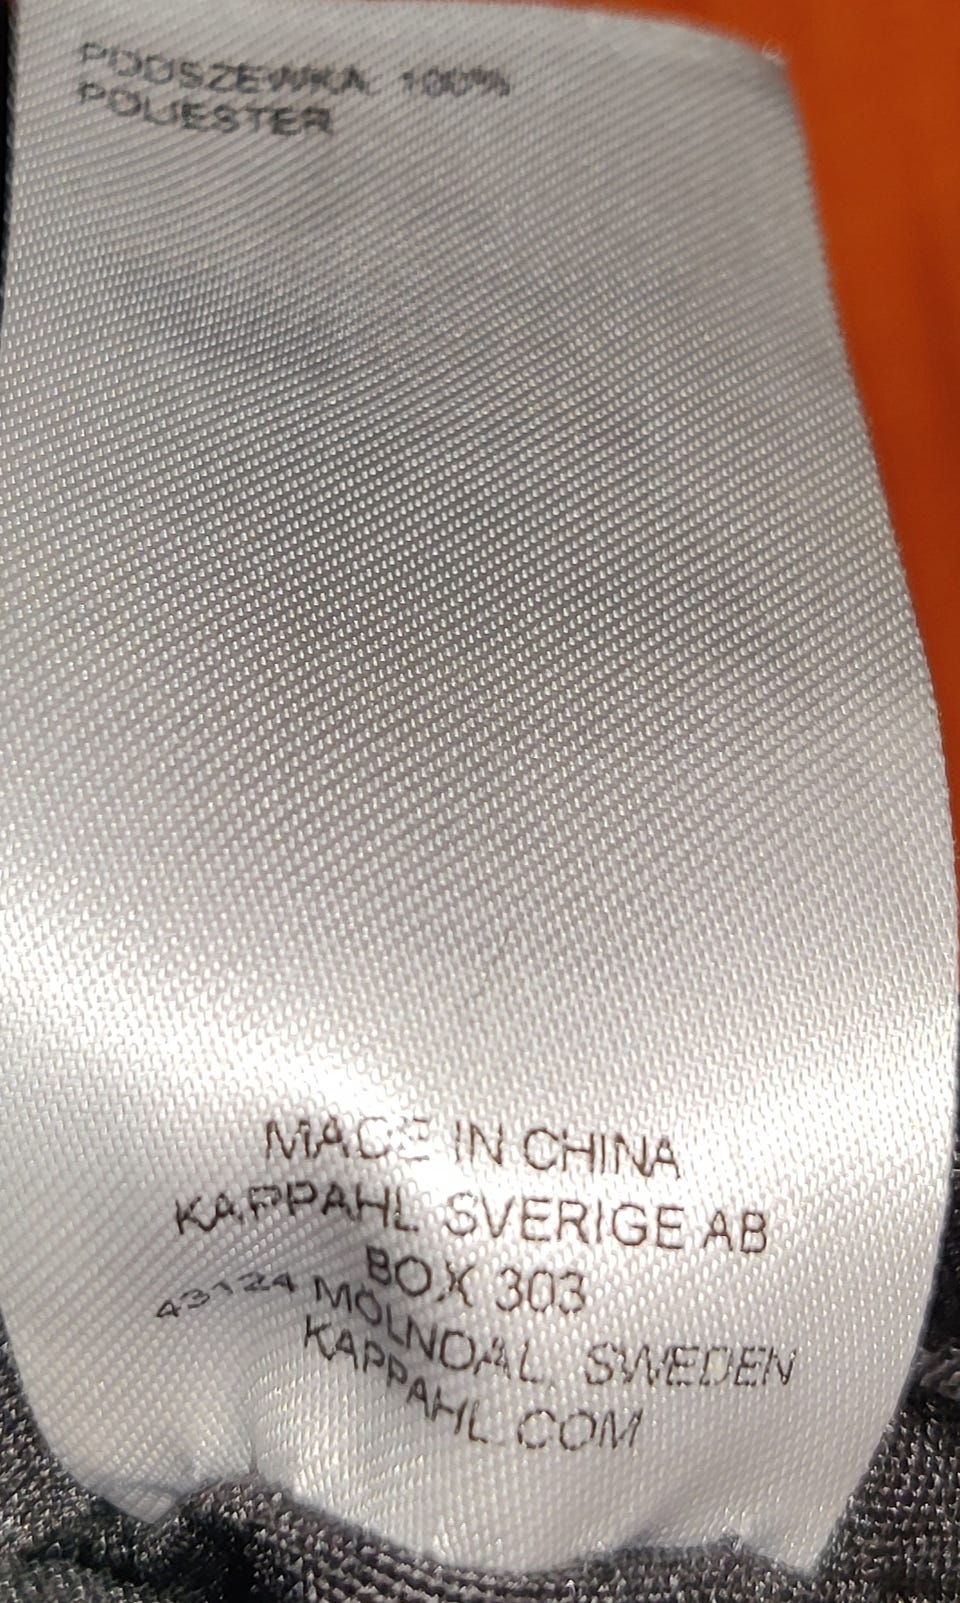 PODSZEWKA: 100%
POLIESTER
MADE IN CHINA
KAPPAHL SVERIGE AB
BOX 303
43124 MÖLNDAL, SWEDEN
KAPPAHL.COM